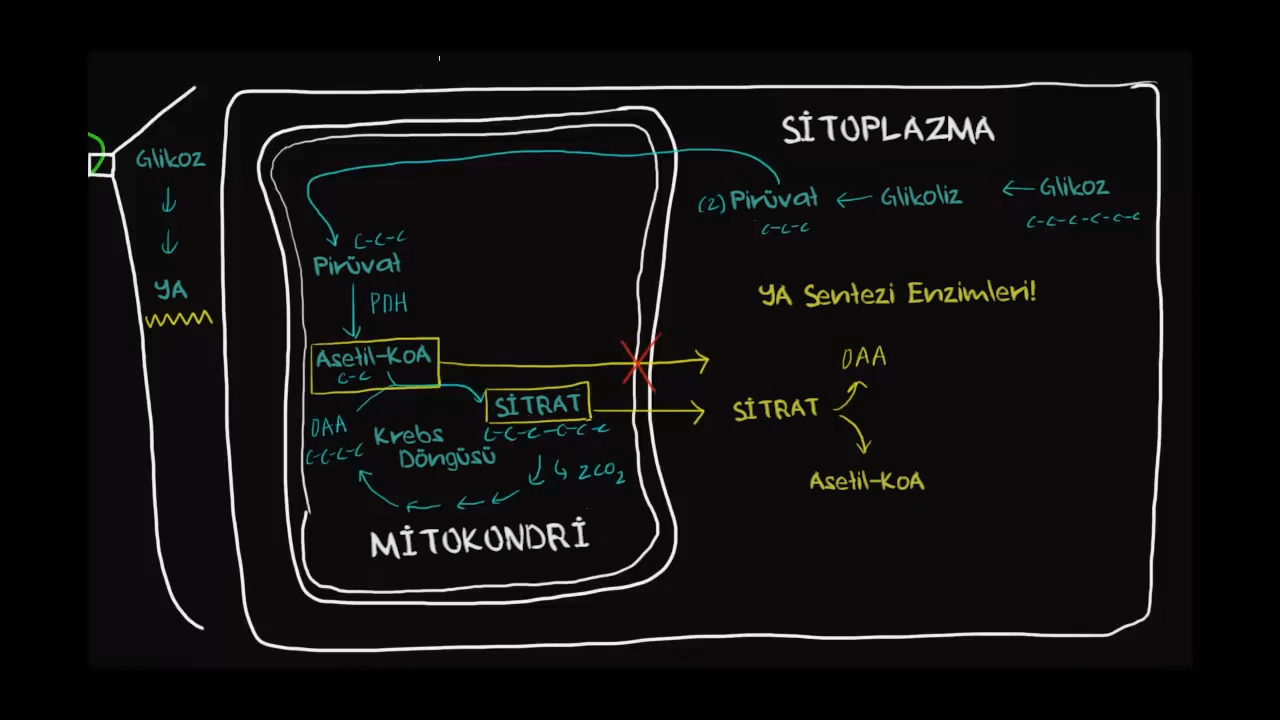 SİTOPLAZMA
Glikoz
YA
(2) Pirüvat ← Glikoliz ← Glikoz
C-C-C
C-C-C-C-C-C
C-C-C
Pirüvat
PDH
YA Sentezi Enzimleri!
Asetil-KoA
C-C
SİTRAT
C-C-C-C-C-C
OAA
C-C-C-C
Krebs
Döngüsü
2CO₂
MİTOKONDRİ
OAA
SİTRAT
Asetil-KoA